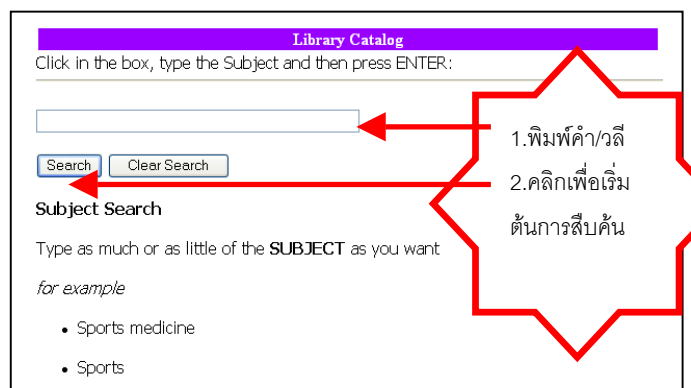 Library Catalog
Click in the box, type the Subject and then press ENTER:
1.พิมพ์คำ/วลี
Search Clear Search
2.คลิกเพื่อเริ่ม
ต้นการสืบค้น
Subject Search
Type as much or as little of the SUBJECT as you want
for example
• Sports medicine
• Sports